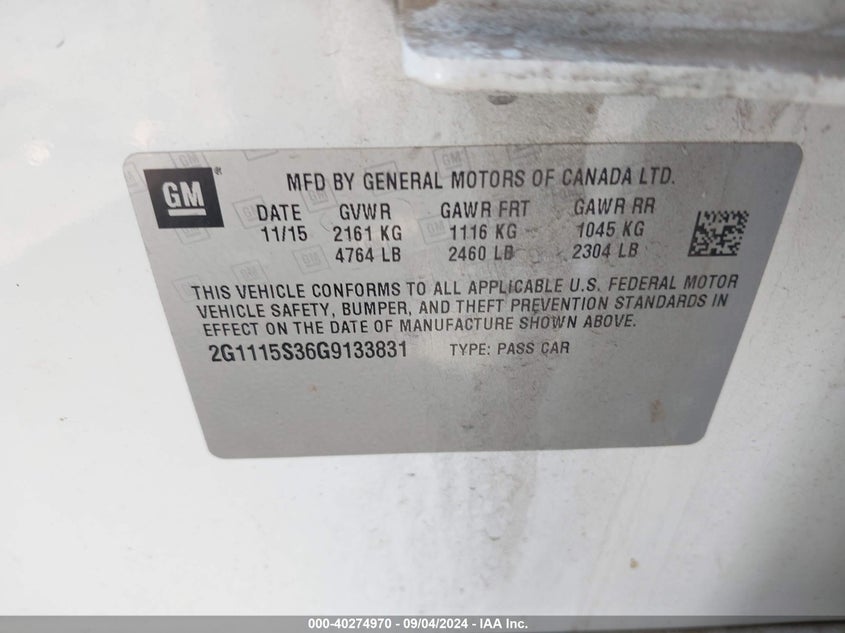 GM
MFD BY GENERAL MOTORS OF CANADA LTD.
DATE GVWR GAWR FRT GAWR RR
11/15 2161 KG 1116 KG 1045 KG
4764 LB 2460 LB 2304 LB
THIS VEHICLE CONFORMS TO ALL APPLICABLE U.S. FEDERAL MOTOR
VEHICLE SAFETY, BUMPER, AND THEFT PREVENTION STANDARDS IN
EFFECT ON THE DATE OF MANUFACTURE SHOWN ABOVE.
2G1115S36G9133831 TYPE: PASS CAR
000-40274970 - 09/04/2024 - IAA Inc.